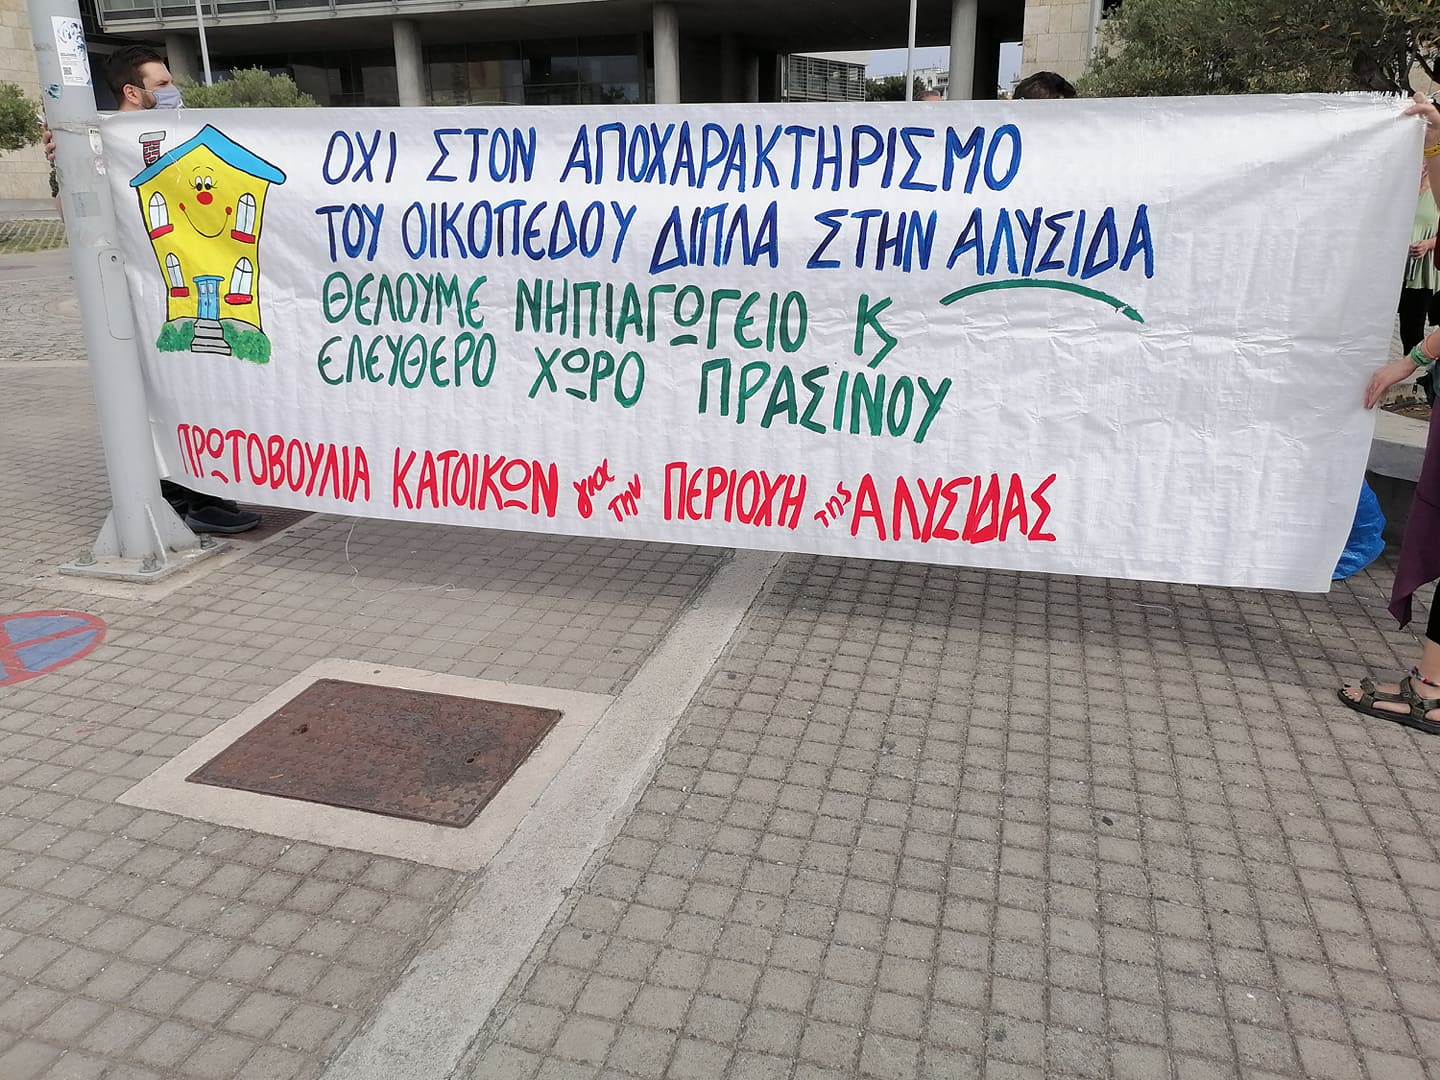 ΟΧΙ ΣΤΟΝ ΑΠΟΧΑΡΑΚΤΗΡΙΣΜΟ
ΤΟΥ ΟΙΚΟΠΕΔΟΥ ΔΙΠΛΑ ΣΤΗΝ ΑΛΥΣΙΔΑ
ΘΕΛΟΥΜΕ ΝΗΠΙΑΓΩΓΕΙΟ Κ
ΕΛΕΥΘΕΡΟ ΧΩΡΟ ΠΡΑΣΙΝΟΥ
ΠΡΩΤΟΒΟΥΛΙΑ ΚΑΤΟΙΚΩΝ για την ΠΕΡΙΟΧΗ της ΑΛΥΣΙΔΑΣ